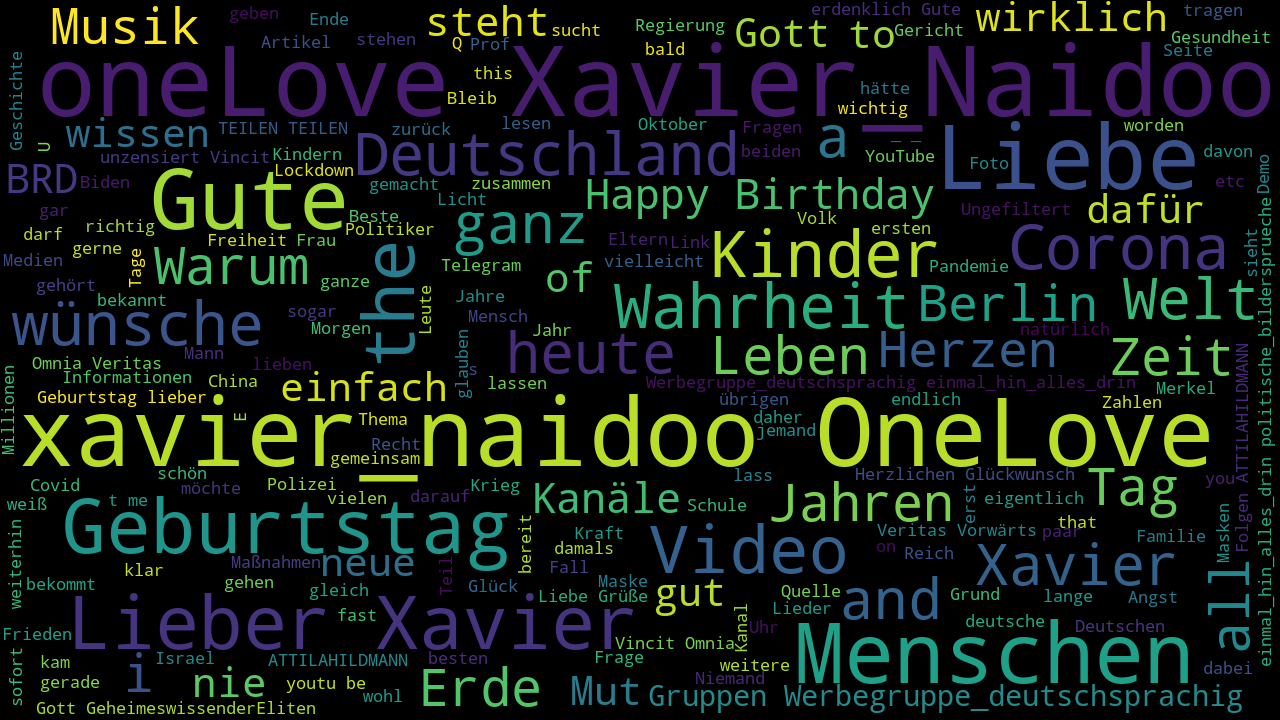 Musik geben Ende steht sucht Regierung erdenklich Gute wirklich tragen
Artikel stehen Q Prof bald Gott to Gericht Gesundheit
Geschichte oneLove Xavier_Naidoo this Seite
Bleib hätte wichtig
U wissen TEILEN TEILEN zurück lesen Oktober Fragen a worden
unzensiert Vincit Kindern Deutschland beiden YouTube Liebe Foto davon
BRD Biden Lockdown gemacht zusammen Happy Birthday etc Demo
gar Gute Licht Ungefiltert dafür
darf richtig Beste Politiker ganz Volk ersten
gerne Freiheit Frau Eltern Link Kinder Corona sieht
Medien Tage Warum ganze the Telegram of vielleicht Pandemie
gehört bekannt Leute Jahre Wahrheit Berlin Welt
wünsche sogar Morgen Mensch Jahr natürlich
Omnia Veritas Mann lieben glauben s heute Leben Herzen Zeit
Informationen China einfach lassen Werbegruppe_deutschsprachig einmal_hin_alles_drin Merkel
Millionen Geburtstag lieber E übrigen endlich Zahlen
xavier_naidoo OneLove
Thema Recht gemeinsam daher jemand
schön Polizei lass Herzlichen Glückwunsch you
Covid möchte vielen darauf Krieg Kanäle Schule Jahren eigentlich Tag
weiß t me Kraft erst that
Geburtstag bereit damals Video Veritas Vorwärts paar Familie
weiterhin Maßnahmen neue Fall on Reich Masken Folgen ATTILAHILDMANN
klar gehen Teil Xavier
bekommt gleich Glück Maske gut Quelle and Grund lange Angst
fast Liebe Grüße Lieder deutsche all
Frieden Lieber Xavier Kanal Uhr Menschen Deutschen
kam Israel ATTILAHILDMANN besten Vincit Omnia
sofort gerade i nie youtu be wohl Erde Frage Niemand weitere dabei
Gott GeheimeswissenderEliten Mut Gruppen Werbegruppe_deutschsprachig
einmal_hin_alles_drin politische_bildersprueche